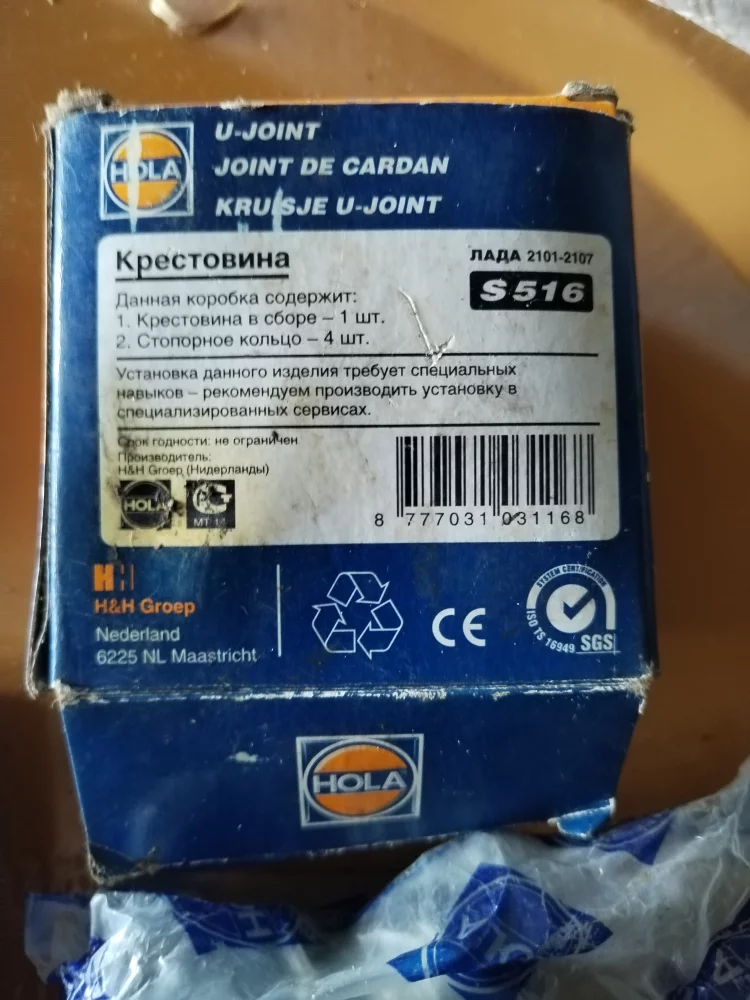 HOLA
U-JOINT
JOINT DE CARDAN
KRUISJE U-JOINT
Крестовина
ЛАДА 2101-2107
S 516
Данная коробка содержит:
1. Крестовина в сборе – 1 шт.
2. Стопорное кольцо – 4 шт.
Установка данного изделия требует специальных
навыков – рекомендуем производить установку в
специализированных сервисах.
Срок годности: не ограничен
Производитель:
H&H Groep (Нидерланды)
HOLA
МТ 14
8 777031 031168
H&H Groep
Nederland
6225 NL Maastricht
CE
SYSTEM CERTIFICATION
ISO TS 16949 SGS
HOLA